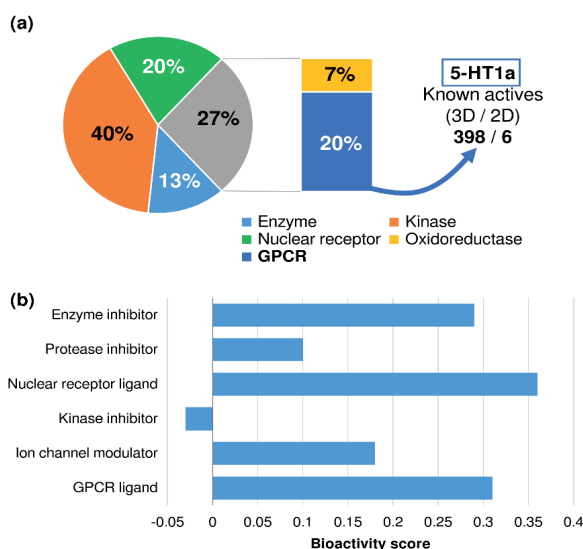 (a)
20%
27%
40%
13%
7%
20%
5-HT1a
Known actives
(3D / 2D)
398 / 6
Enzyme
Kinase
Nuclear receptor
Oxidoreductase
GPCR
(b)
Enzyme inhibitor
Protease inhibitor
Nuclear receptor ligand
Kinase inhibitor
Ion channel modulator
GPCR ligand
-0.05 0 0.05 0.1 0.15 0.2 0.25 0.3 0.35 0.4
Bioactivity score